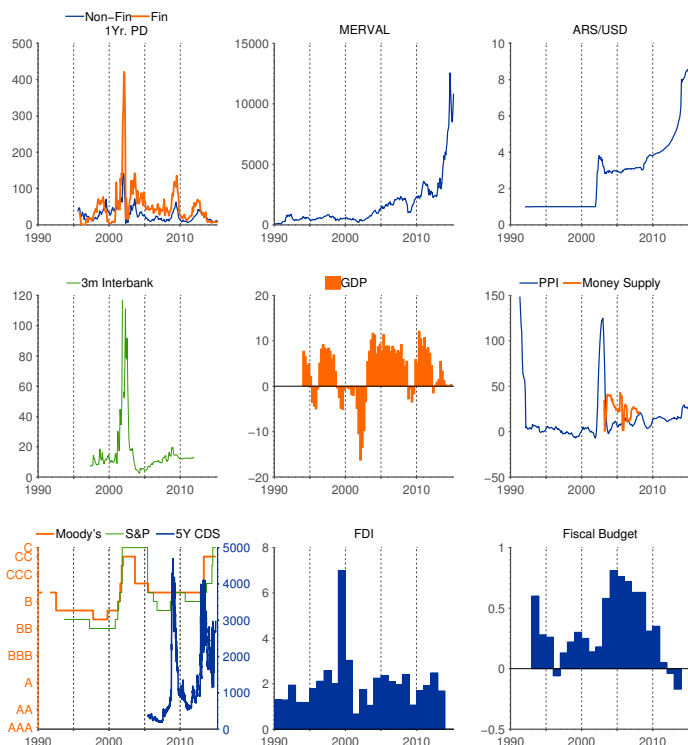 Non-Fin Fin
1Yr. PD
MERVAL
ARS/USD
500
400
300
200
100
0
1990 2000 2010
15000
10000
5000
0
1990 2000 2010
10
8
6
4
2
0
1990 2000 2010
3m Interbank
GDP
PPI Money Supply
120
100
80
60
40
20
0
1990 2000 2010
20
10
0
−10
−20
1990 2000 2010
150
100
50
0
−50
1990 2000 2010
Moody's S&P 5Y CDS
FDI
Fiscal Budget
C
CC
CCC
B
BB
BBB
A
AA
AAA
5000
4000
3000
2000
1000
0
1990 2000 2010
8
6
4
2
0
1990 2000 2010
1
0.5
0
−0.5
1990 2000 2010